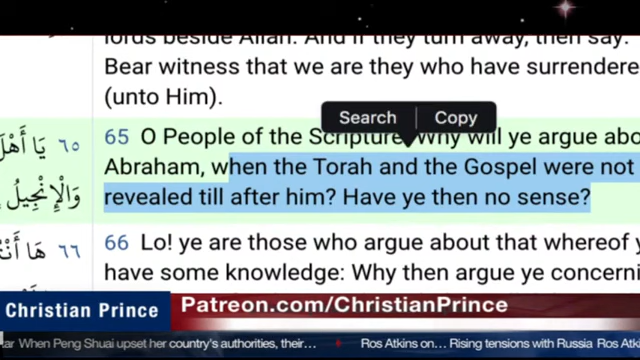 lords beside Allah. And if they turn away, then say:
Bear witness that we are they who have surrendered
(unto Him).
Search Copy
٦٥ يَا أَهْلَ
65 O People of the Scripture! Why will ye argue abo
Abraham, when the Torah and the Gospel were not
وَالْإِنْجِيلُ
revealed till after him? Have ye then no sense?
٦٦ هَا أَنْتُ
66 Lo! ye are those who argue about that whereof y
have some knowledge: Why then argue ye concerni
Christian Prince Patreon.com/ChristianPrince
ar When Peng Shuai upset her country's authorities, their... Ros Atkins on... Rising tensions with Russia Ros Atkins